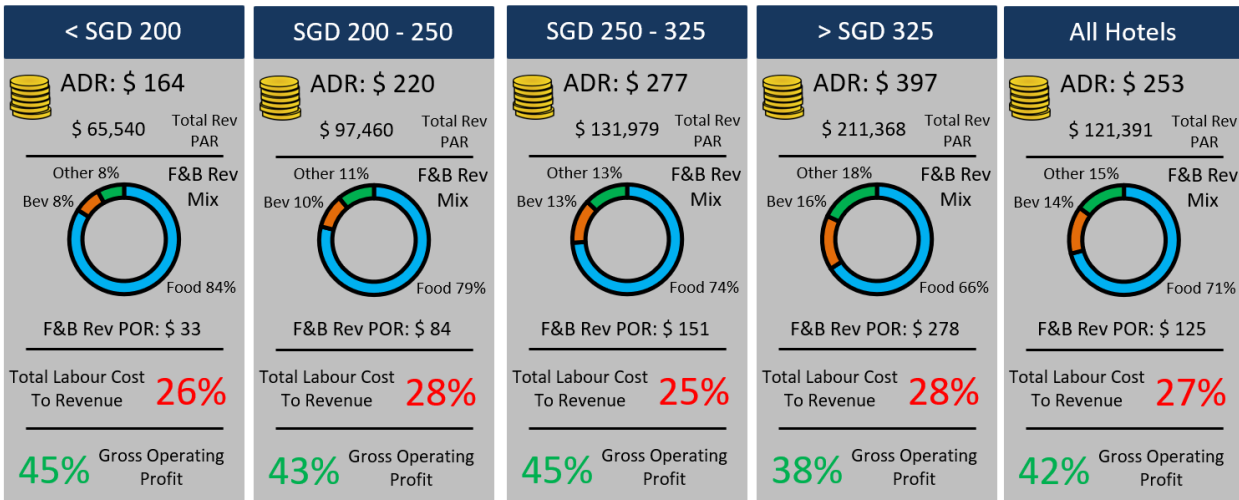 < SGD 200
ADR: $ 164
$ 65,540 Total Rev
PAR
Other 8% F&B Rev
Mix
Bev 8%
Food 84%
F&B Rev POR: $ 33
Total Labour Cost
To Revenue 26%
45% Gross Operating
Profit
SGD 200 - 250
ADR: $ 220
$ 97,460 Total Rev
PAR
Other 11% F&B Rev
Mix
Bev 10%
Food 79%
F&B Rev POR: $ 84
Total Labour Cost
To Revenue 28%
43% Gross Operating
Profit
SGD 250 - 325
ADR: $ 277
$ 131,979 Total Rev
PAR
Other 13% F&B Rev
Mix
Bev 13%
Food 74%
F&B Rev POR: $ 151
Total Labour Cost
To Revenue 25%
45% Gross Operating
Profit
> SGD 325
ADR: $ 397
$ 211,368 Total Rev
PAR
Other 18% F&B Rev
Mix
Bev 16%
Food 66%
F&B Rev POR: $ 278
Total Labour Cost
To Revenue 28%
38% Gross Operating
Profit
All Hotels
ADR: $ 253
$ 121,391 Total Rev
PAR
Other 15% F&B Rev
Mix
Bev 14%
Food 71%
F&B Rev POR: $ 125
Total Labour Cost
To Revenue 27%
42% Gross Operating
Profit